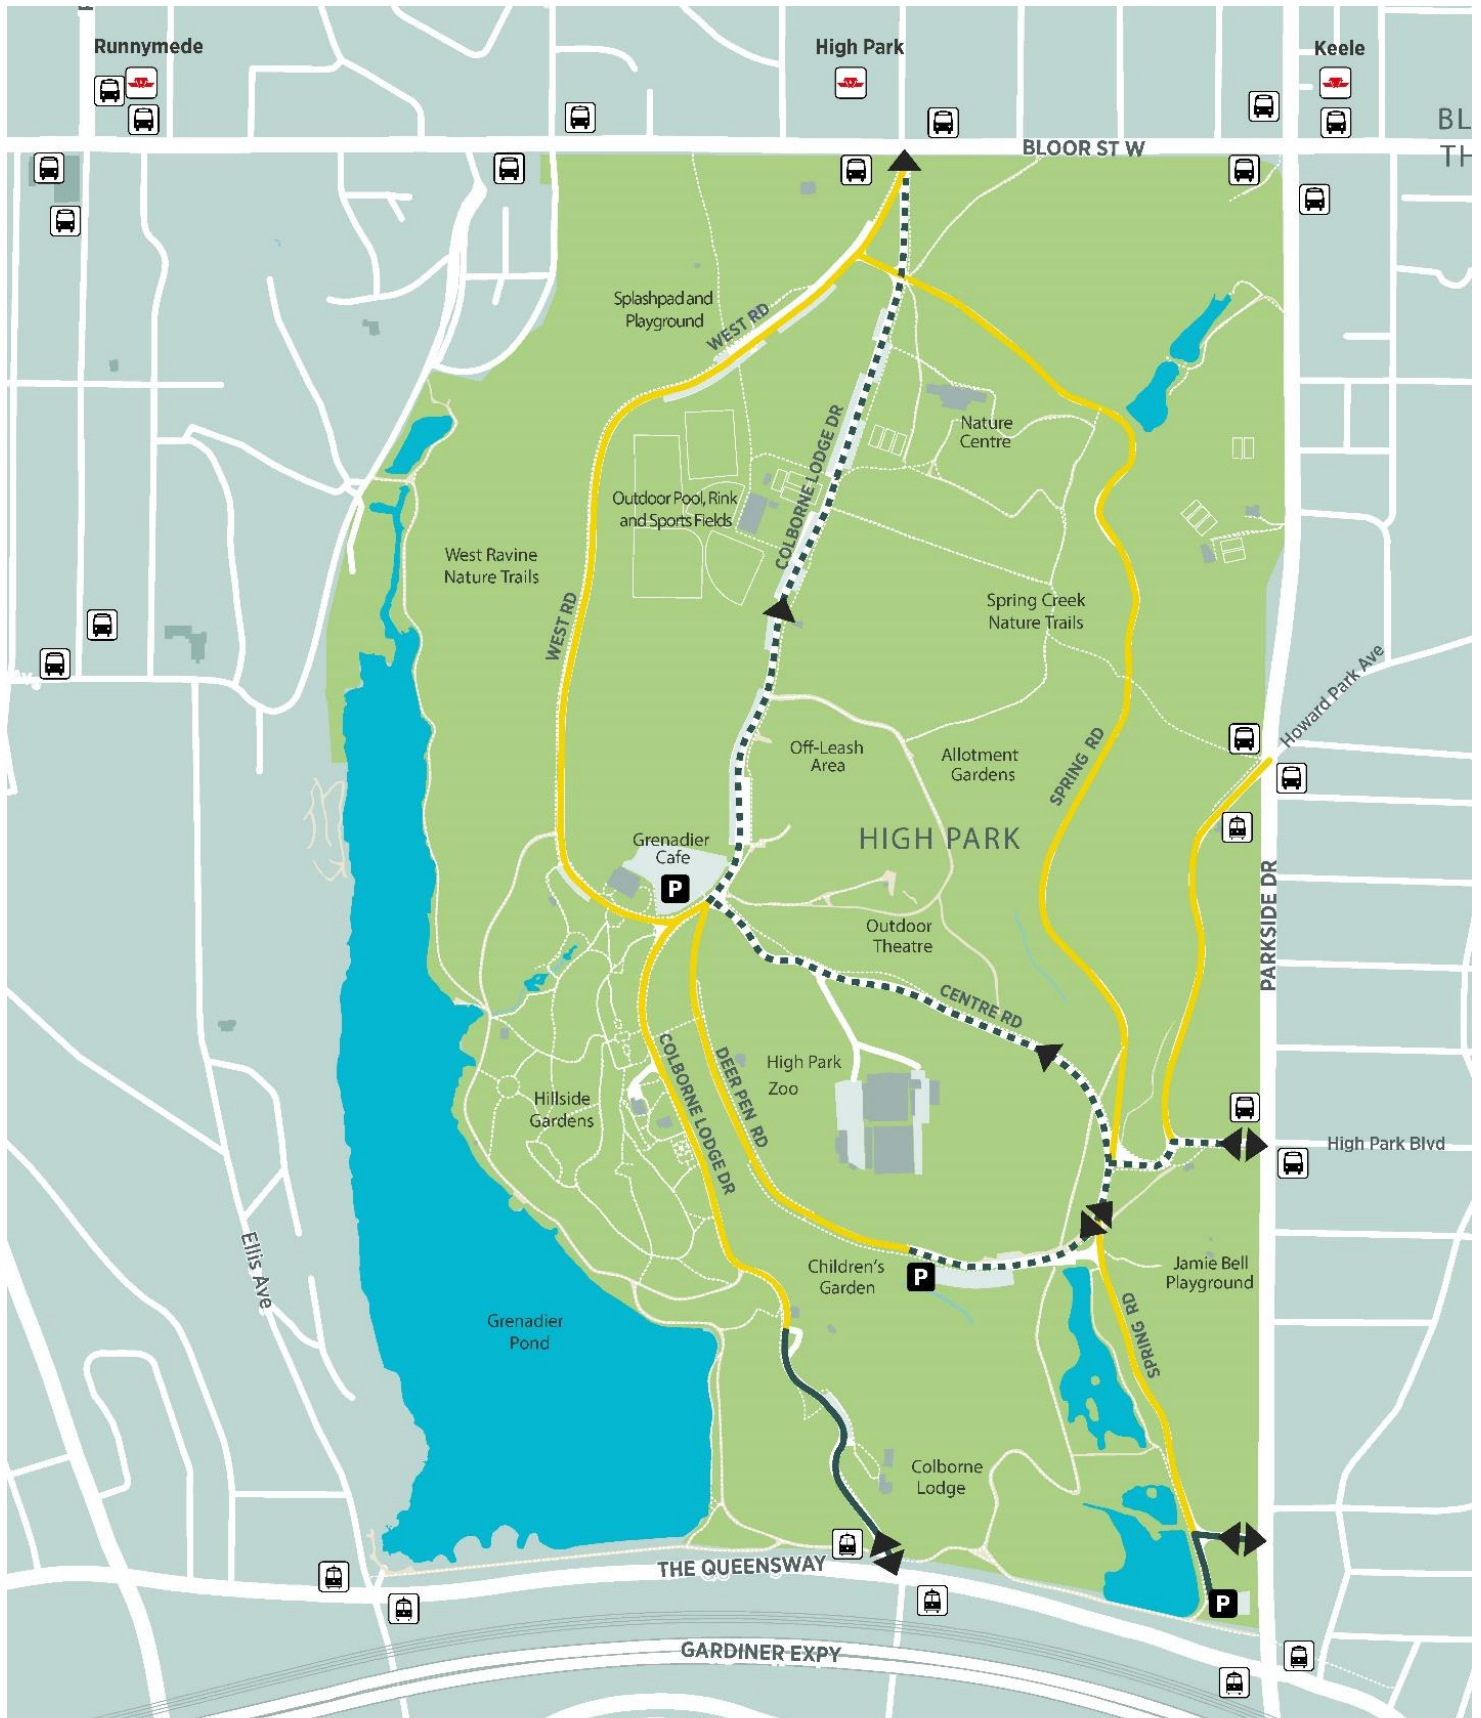 Runnymede
High Park
Keele
BL
TH
BLOOR ST W
Splashpad and
Playground
WEST RD
COLBORNE LODGE DR
Nature
Centre
Outdoor Pool, Rink
and Sports Fields
West Ravine
Nature Trails
WEST RD
Spring Creek
Nature Trails
Howard Park Ave
Off-Leash
Area
Allotment
Gardens
SPRING RD
Grenadier
Cafe
P
HIGH PARK
PARKSIDE DR
Outdoor
Theatre
CENTRE RD
COLBORNE LODGE DR
DEER PEN RD
High Park
Zoo
Hillside
Gardens
High Park Blvd
Ellis Ave
Children's
Garden
P
Jamie Bell
Playground
SPRING RD
Grenadier
Pond
Colborne
Lodge
THE QUEENSWAY
P
GARDINER EXPY